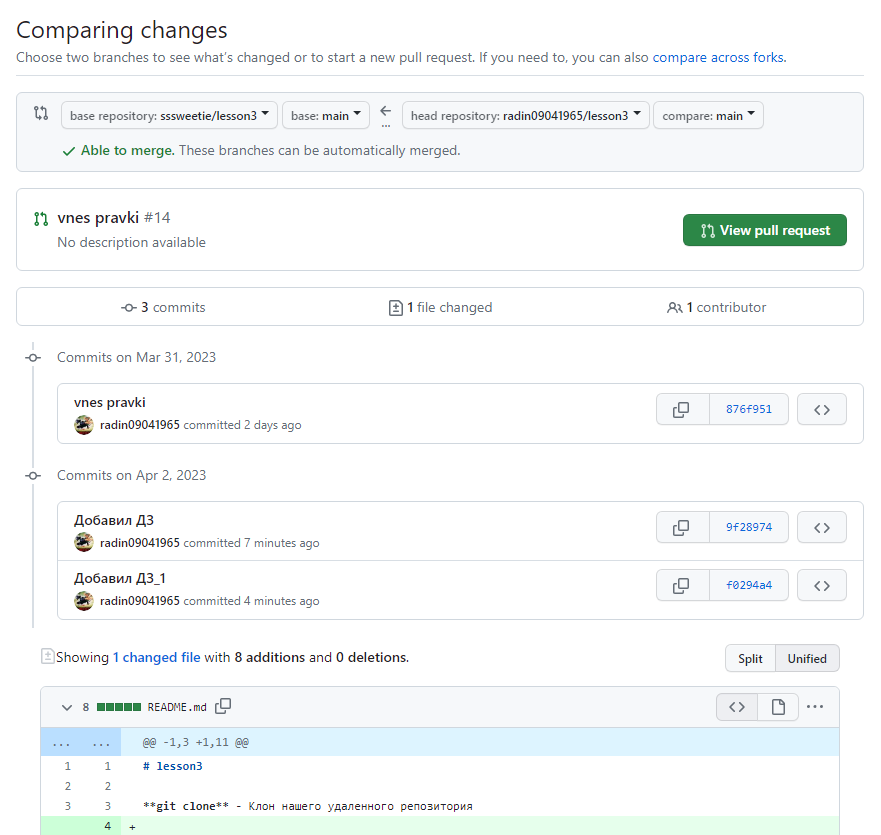 Comparing changes
Choose two branches to see what's changed or to start a new pull request. If you need to, you can also compare across forks.
base repository: sssweetie/lesson3 base: main ← ... head repository: radin09041965/lesson3 compare: main
Able to merge. These branches can be automatically merged.
vnes pravki #14
No description available
View pull request
3 commits 1 file changed 1 contributor
Commits on Mar 31, 2023
vnes pravki
radin09041965 committed 2 days ago
876f951
Commits on Apr 2, 2023
Добавил ДЗ
radin09041965 committed 7 minutes ago
9f28974
Добавил ДЗ_1
radin09041965 committed 4 minutes ago
f0294a4
Showing 1 changed file with 8 additions and 0 deletions.
Split Unified
8 README.md
... ... @@ -1,3 +1,11 @@
1 1 # lesson3
2 2
3 3 **git clone** - Клон нашего удаленного репозитория
4 +